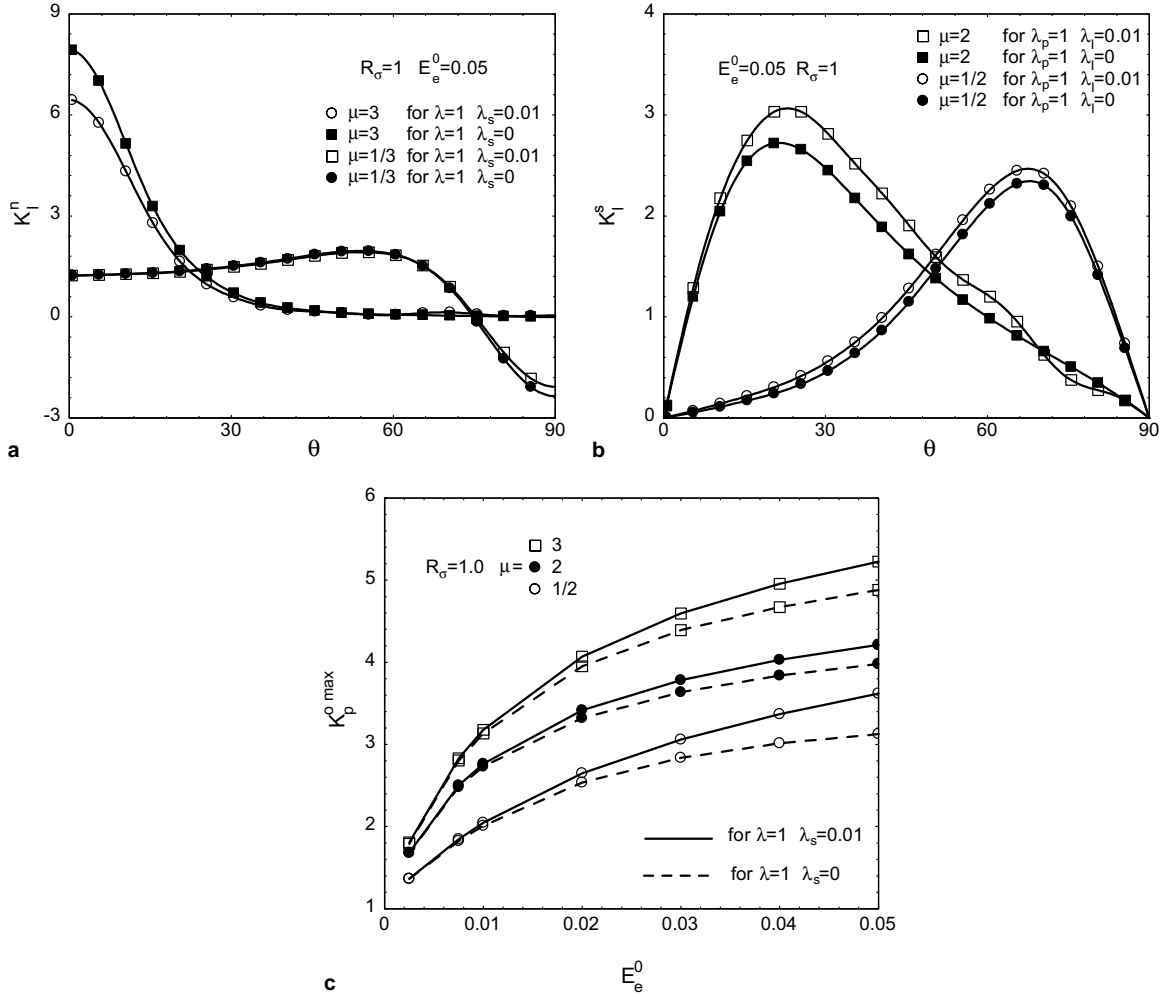 9
6
3
0
-3
K_I^n
R_σ=1 E_e^0=0.05
μ=3 for λ=1 λ_s=0.01
μ=3 for λ=1 λ_s=0
μ=1/3 for λ=1 λ_s=0.01
μ=1/3 for λ=1 λ_s=0
0 30 60 90
θ
a
4
3
2
1
0
K_I^s
E_e^0=0.05 R_σ=1
μ=2 for λ_p=1 λ_l=0.01
μ=2 for λ_p=1 λ_l=0
μ=1/2 for λ_p=1 λ_l=0.01
μ=1/2 for λ_p=1 λ_l=0
0 30 60 90
θ
b
6
5
4
3
2
1
K_p^{o max}
R_σ=1.0 μ=
3
2
1/2
for λ=1 λ_s=0.01
for λ=1 λ_s=0
0 0.01 0.02 0.03 0.04 0.05
E_e^0
c